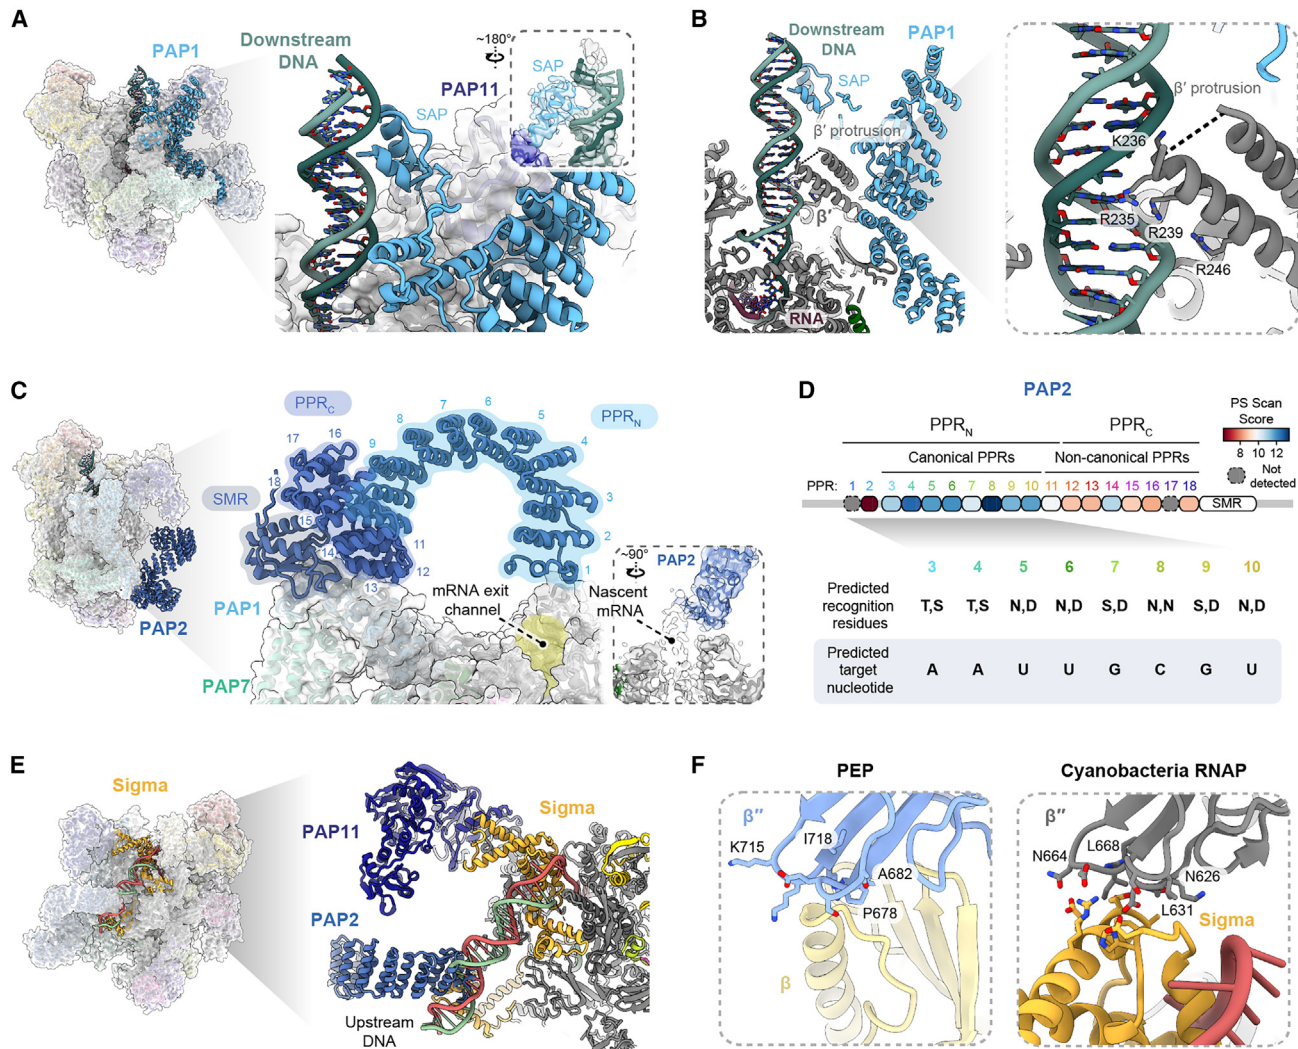 A
PAP1
Downstream
DNA
SAP
PAP11
~180°
SAP
B
Downstream
DNA
PAP1
SAP
β′ protrusion
β′
RNA
β′ protrusion
K236
R235
R239
R246
C
PAP2
PPRC
PPRN
SMR
18
17
16
15
14
13
12
11
9
8
7
6
5
4
3
2
1
PAP1
PAP7
mRNA exit
channel
~90°
PAP2
Nascent
mRNA
D
PAP2
PS Scan
Score
8 10 12
Not
detected
PPRN PPRC
Canonical PPRs Non-canonical PPRs
PPR: 1 2 3 4 5 6 7 8 9 10 11 12 13 14 15 16 17 18
SMR
3 4 5 6 7 8 9 10
Predicted
recognition
residues
T,S T,S N,D N,D S,D N,N S,D N,D
Predicted
target
nucleotide
A A U U G C G U
E
Sigma
PAP11
Sigma
PAP2
Upstream
DNA
F
PEP
β″
K715
I718
A682
P678
β
Cyanobacteria RNAP
β″
N664
L668
N626
L631
Sigma